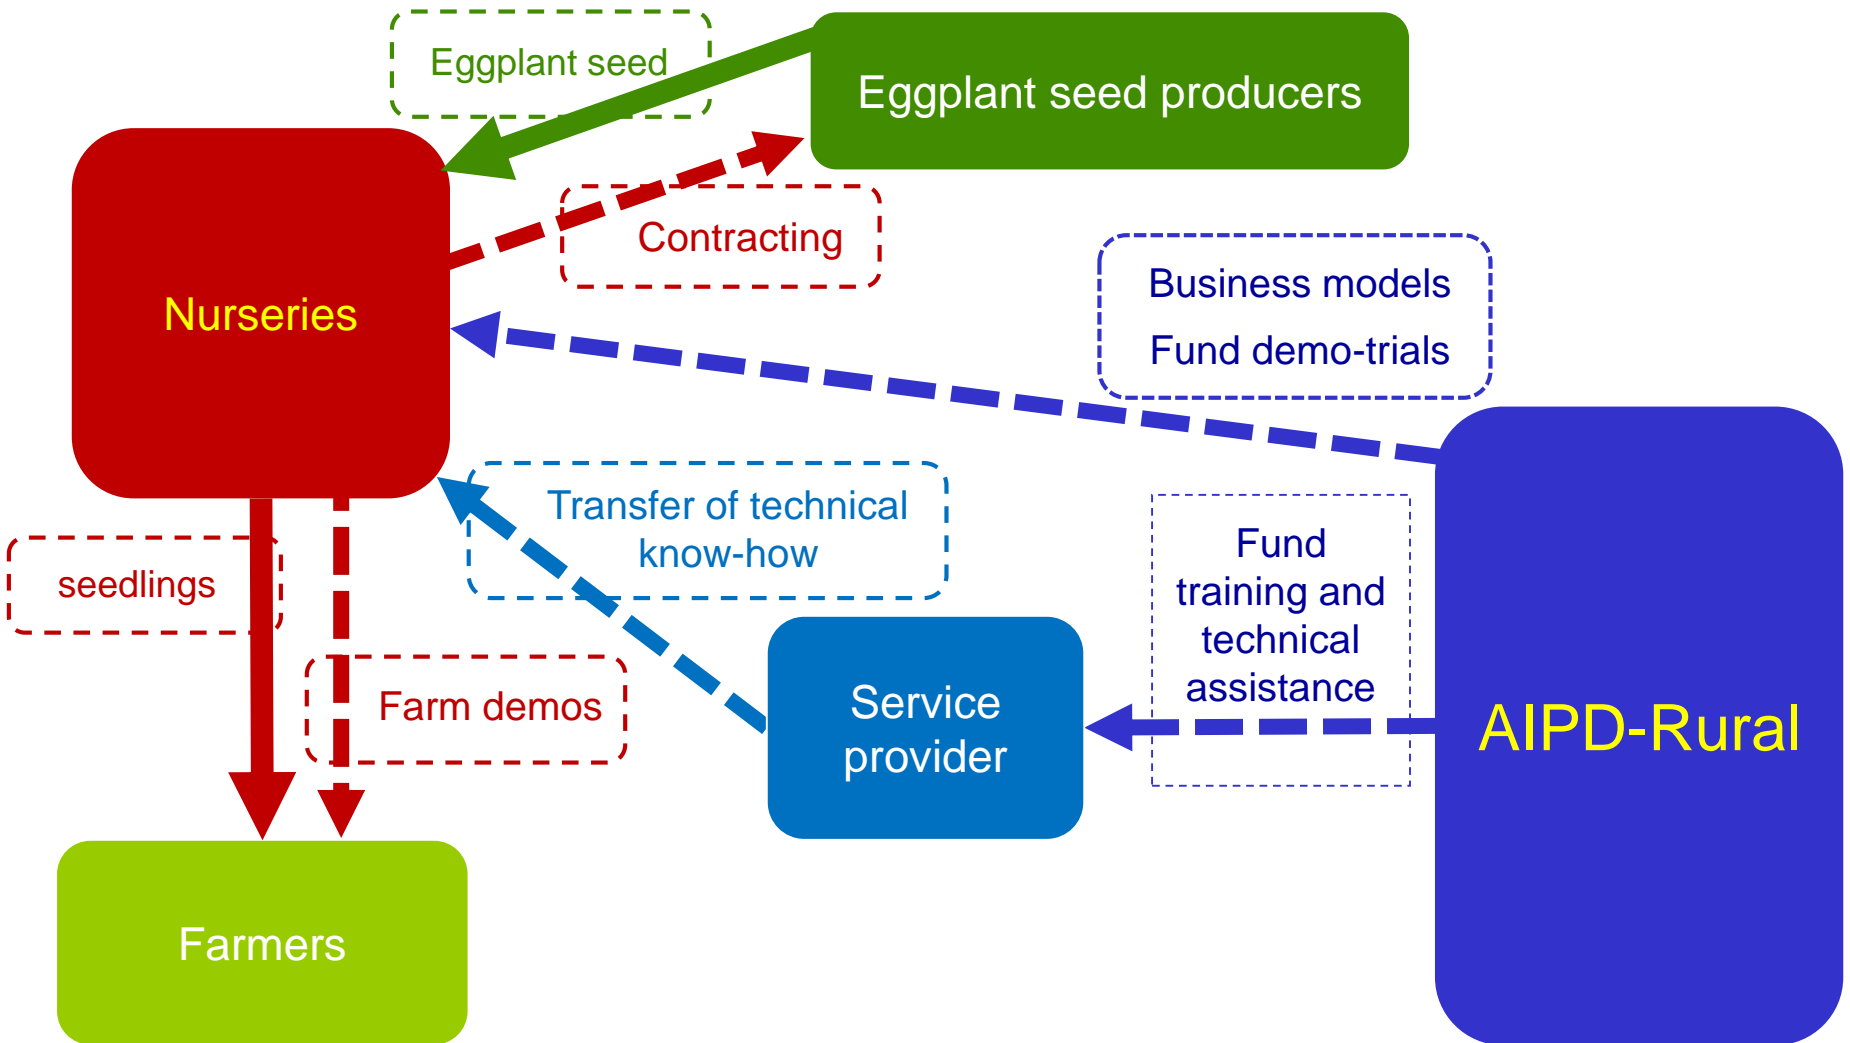 Eggplant seed
Eggplant seed producers
Contracting
Nurseries
Business models
Fund demo-trials
Transfer of technical
know-how
Fund
training and
technical
assistance
seedlings
Farm demos
Service
provider
AIPD-Rural
Farmers